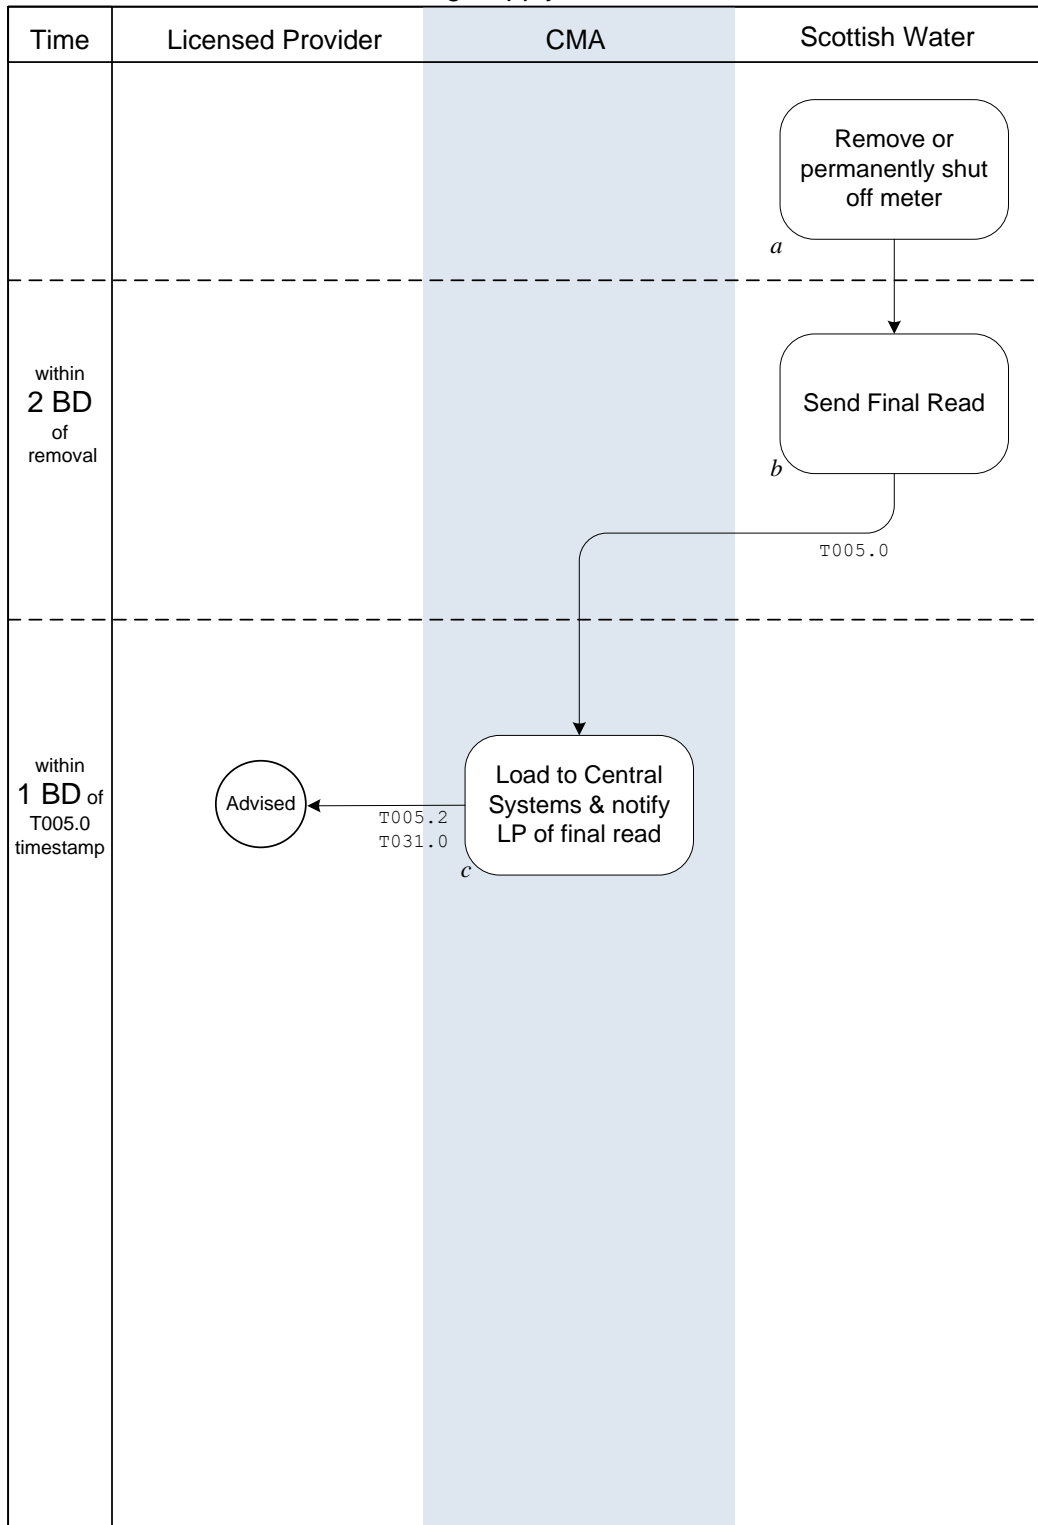 Time
Licensed Provider
CMA
Scottish Water
Remove or
permanently shut
off meter
a
within
2 BD
of
removal
Send Final Read
b
T005.0
within
1 BD of
T005.0
timestamp
Advised
T005.2
T031.0
Load to Central
Systems & notify
LP of final read
c